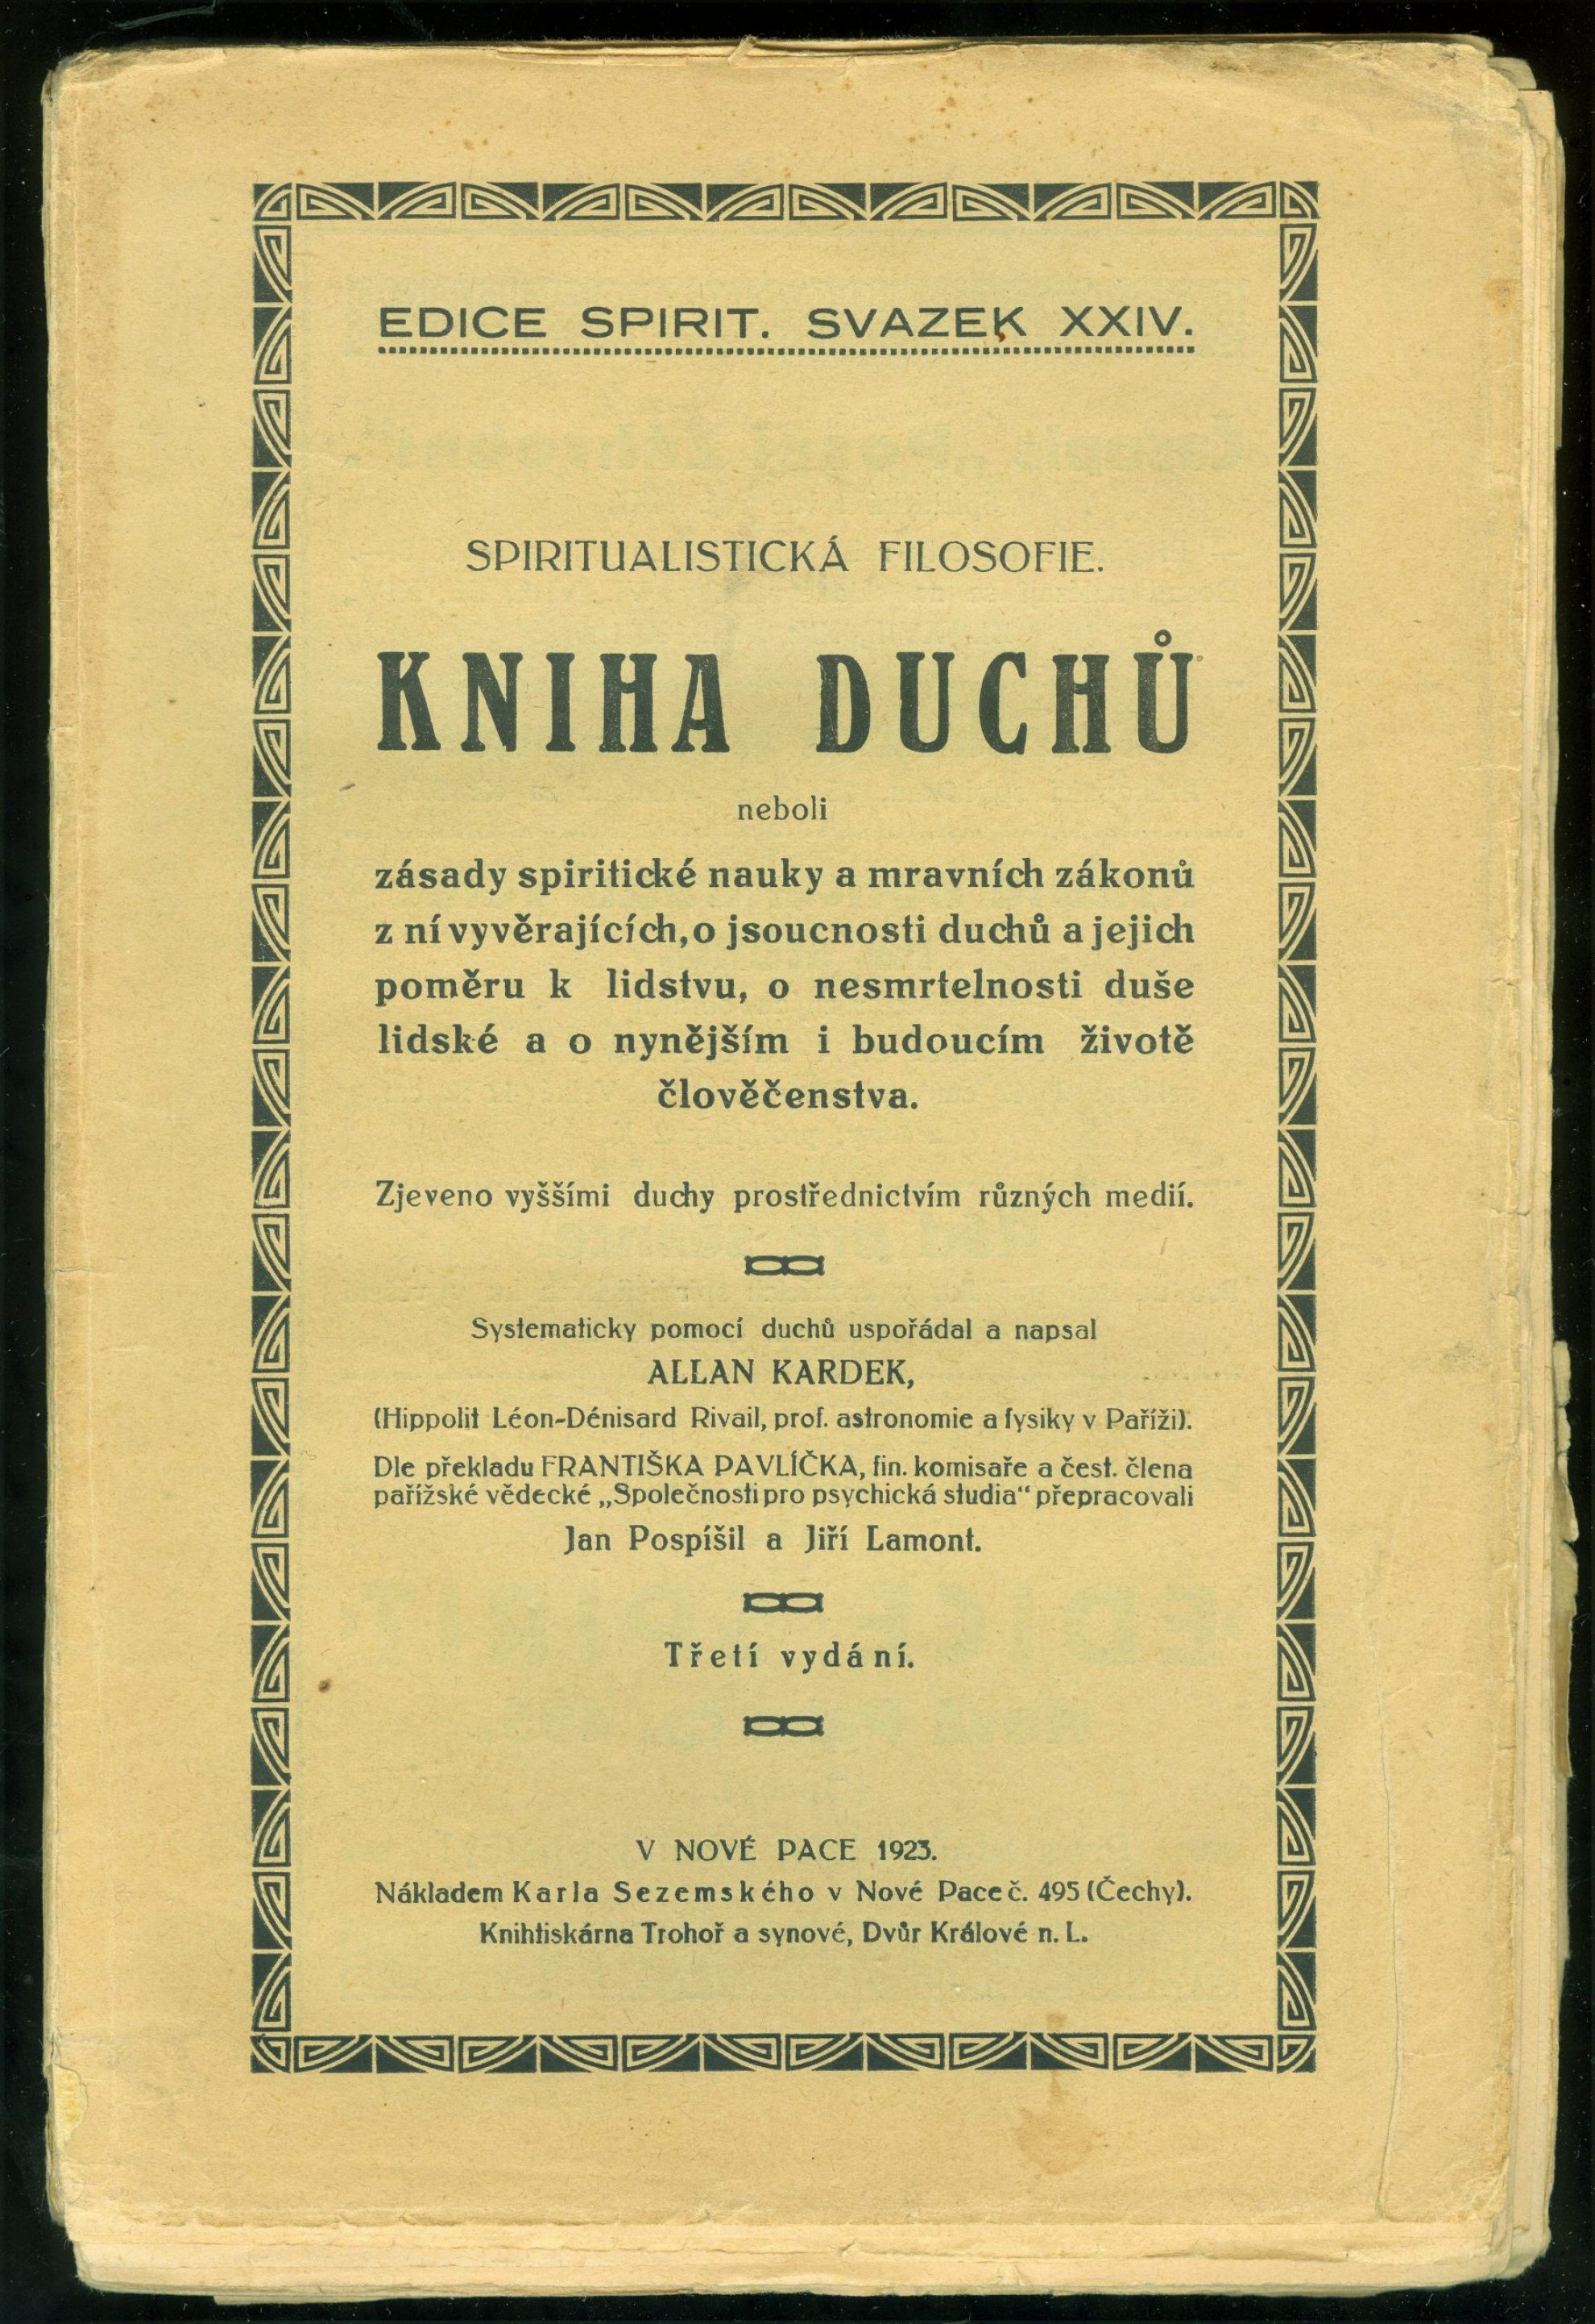 EDICE SPIRIT. SVAZEK XXIV.
SPIRITUALISTICKÁ FILOSOFIE.
KNIHA DUCHŮ
neboli
zásady spiritické nauky a mravních zákonů
z ní vyvěrajících, o jsoucnosti duchů a jejich
poměru k lidstvu, o nesmrtelnosti duše
lidské a o nynějším i budoucím životě
člověčenstva.
Zjeveno vyššími duchy prostřednictvím různých medií.
Systematicky pomocí duchů uspořádal a napsal
ALLAN KARDEK,
(Hippolit Léon-Dénisard Rivail, prof. astronomie a fysiky v Paříži).
Dle překladu FRANTIŠKA PAVLÍČKA, fin. komisaře a čest. člena
pařížské vědecké „Společnosti pro psychická studia“ přepracovali
Jan Pospíšil a Jiří Lamont.
Třetí vydání.
V NOVÉ PACE 1923.
Nákladem Karla Sezemského v Nové Pace č. 495 (Čechy).
Knihtiskárna Trohoř a synové, Dvůr Králové n. L.